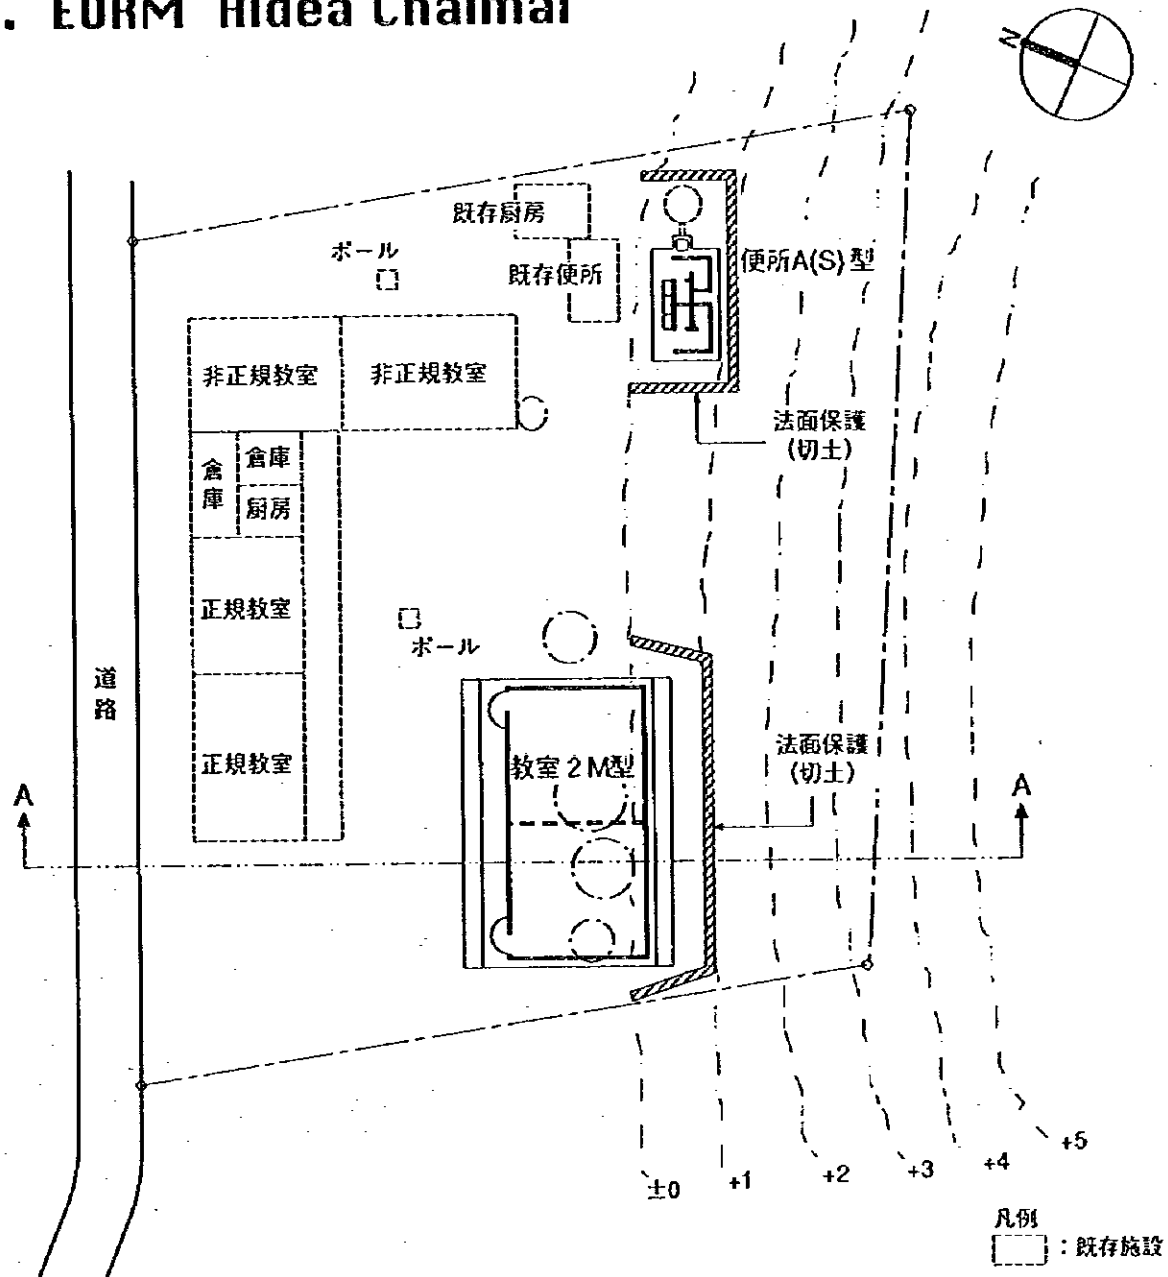 . EURM Aldea Chaimal
N
既存厨房
ポール
既存便所
便所A(S)型
非正規教室
非正規教室
法面保護
(切土)
倉庫
倉庫
厨房
正規教室
ポール
道路
正規教室
教室2M型
法面保護
(切土)
A
A
±0
+1
+2
+3
+4
+5
凡例
:既存施設